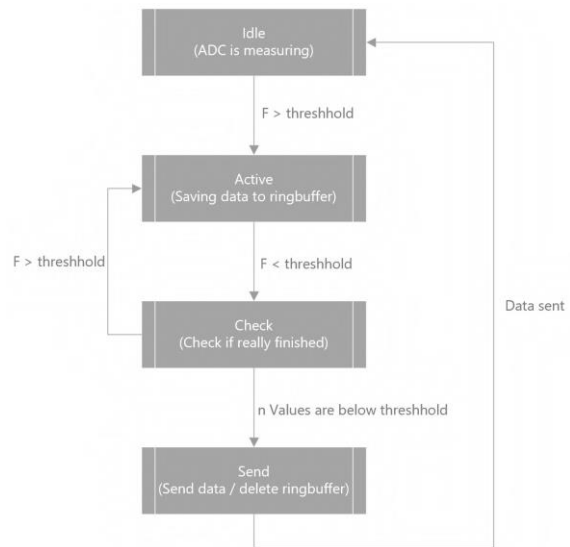 Idle
(ADC is measuring)
F > threshhold
Active
(Saving data to ringbuffer)
F > threshhold
F < threshhold
Check
(Check if really finished)
Data sent
n Values are below threshhold
Send
(Send data / delete ringbuffer)